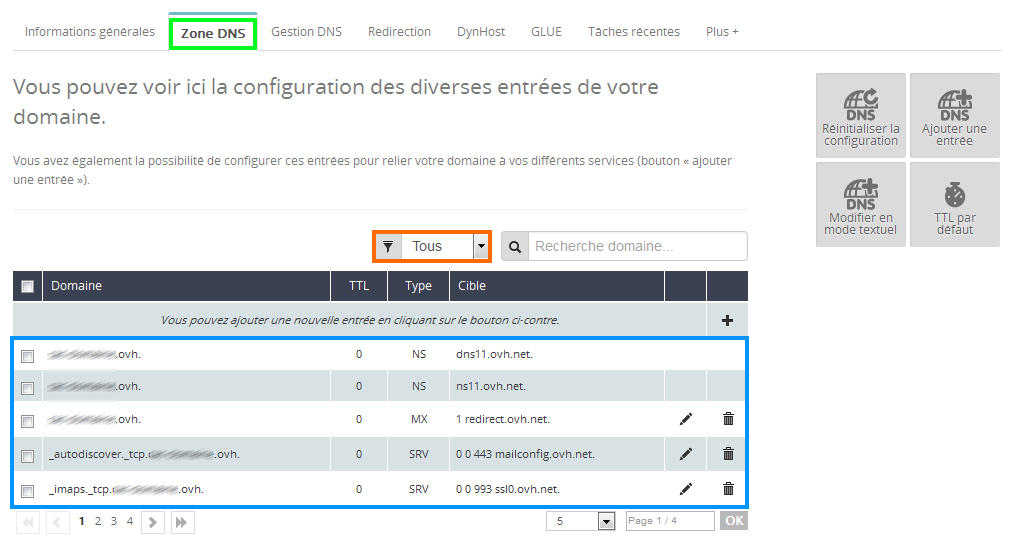 Informations générales Zone DNS Gestion DNS Redirection DynHost GLUE Tâches récentes Plus +
Vous pouvez voir ici la configuration des diverses entrées de votre
domaine.
Vous avez également la possibilité de configurer ces entrées pour relier votre domaine à vos différents services (bouton « ajouter
une entrée »).
DNS
Réinitialiser la
configuration
DNS
Ajouter une
entrée
DNS
Modifier en
mode textuel
TTL par
défaut
Tous Recherche domaine...
Domaine TTL Type Cible
Vous pouvez ajouter une nouvelle entrée en cliquant sur le bouton ci-contre.
.ovh. 0 NS dns11.ovh.net.
.ovh. 0 NS ns11.ovh.net.
.ovh. 0 MX 1 redirect.ovh.net.
_autodiscover._tcp. .ovh. 0 SRV 0 0 443 mailconfig.ovh.net.
_imaps._tcp. .ovh. 0 SRV 0 0 993 ssl0.ovh.net.
1 2 3 4 5 Page 1 / 4 OK